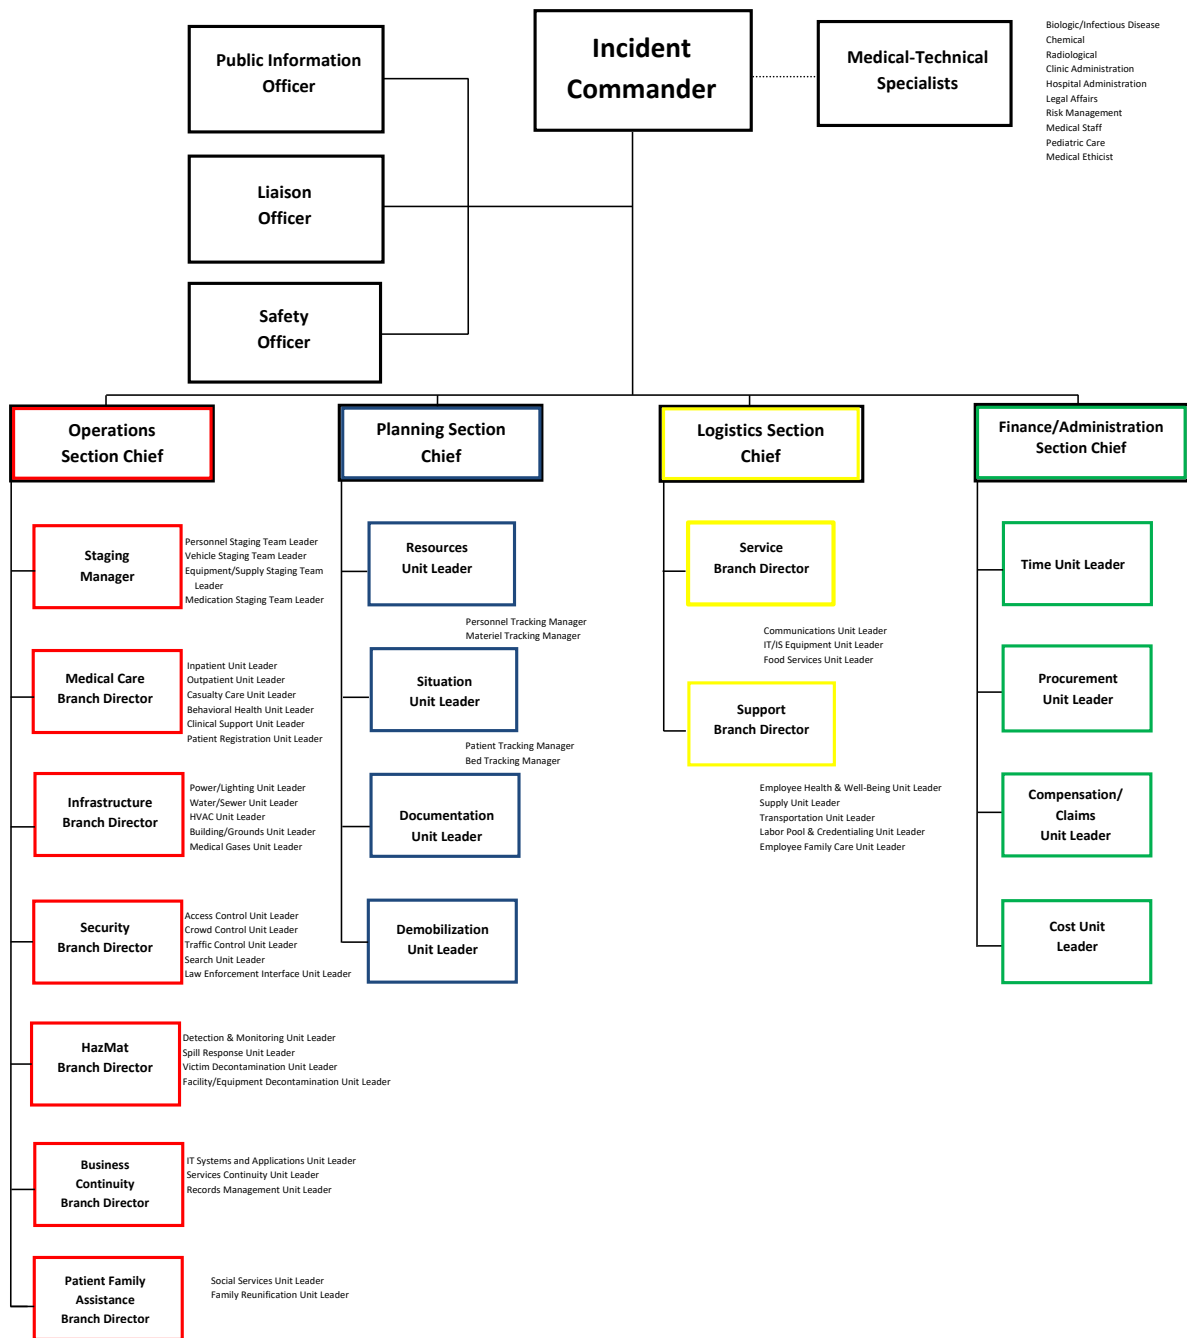 Public Information
Officer
Incident
Commander
Medical-Technical
Specialists
Biologic/Infectious Disease
Chemical
Radiological
Clinic Administration
Hospital Administration
Legal Affairs
Risk Management
Medical Staff
Pediatric Care
Medical Ethicist
Liaison
Officer
Safety
Officer
Operations
Section Chief
Planning Section
Chief
Logistics Section
Chief
Finance/Administration
Section Chief
Staging
Manager
Personnel Staging Team Leader
Vehicle Staging Team Leader
Equipment/Supply Staging Team
Leader
Medication Staging Team Leader
Medical Care
Branch Director
Inpatient Unit Leader
Outpatient Unit Leader
Casualty Care Unit Leader
Behavioral Health Unit Leader
Clinical Support Unit Leader
Patient Registration Unit Leader
Infrastructure
Branch Director
Power/Lighting Unit Leader
Water/Sewer Unit Leader
HVAC Unit Leader
Building/Grounds Unit Leader
Medical Gases Unit Leader
Security
Branch Director
Access Control Unit Leader
Crowd Control Unit Leader
Traffic Control Unit Leader
Search Unit Leader
Law Enforcement Interface Unit Leader
HazMat
Branch Director
Detection & Monitoring Unit Leader
Spill Response Unit Leader
Victim Decontamination Unit Leader
Facility/Equipment Decontamination Unit Leader
Business
Continuity
Branch Director
IT Systems and Applications Unit Leader
Services Continuity Unit Leader
Records Management Unit Leader
Patient Family
Assistance
Branch Director
Social Services Unit Leader
Family Reunification Unit Leader
Resources
Unit Leader
Personnel Tracking Manager
Materiel Tracking Manager
Situation
Unit Leader
Patient Tracking Manager
Bed Tracking Manager
Documentation
Unit Leader
Demobilization
Unit Leader
Service
Branch Director
Communications Unit Leader
IT/IS Equipment Unit Leader
Food Services Unit Leader
Support
Branch Director
Employee Health & Well-Being Unit Leader
Supply Unit Leader
Transportation Unit Leader
Labor Pool & Credentialing Unit Leader
Employee Family Care Unit Leader
Time Unit Leader
Procurement
Unit Leader
Compensation/
Claims
Unit Leader
Cost Unit
Leader